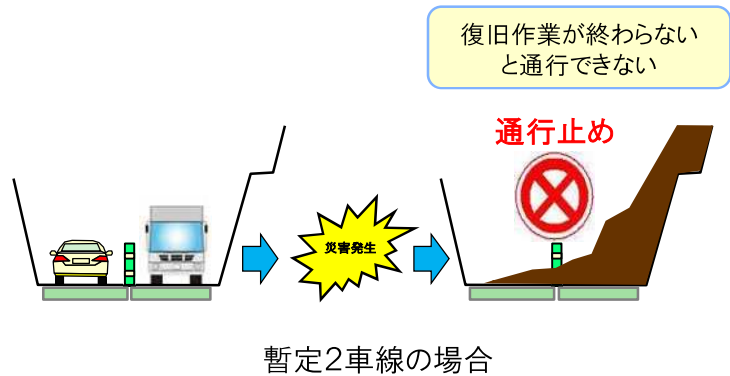 復旧作業が終わらない
と通行できない
通行止め
災害発生
暫定2車線の場合